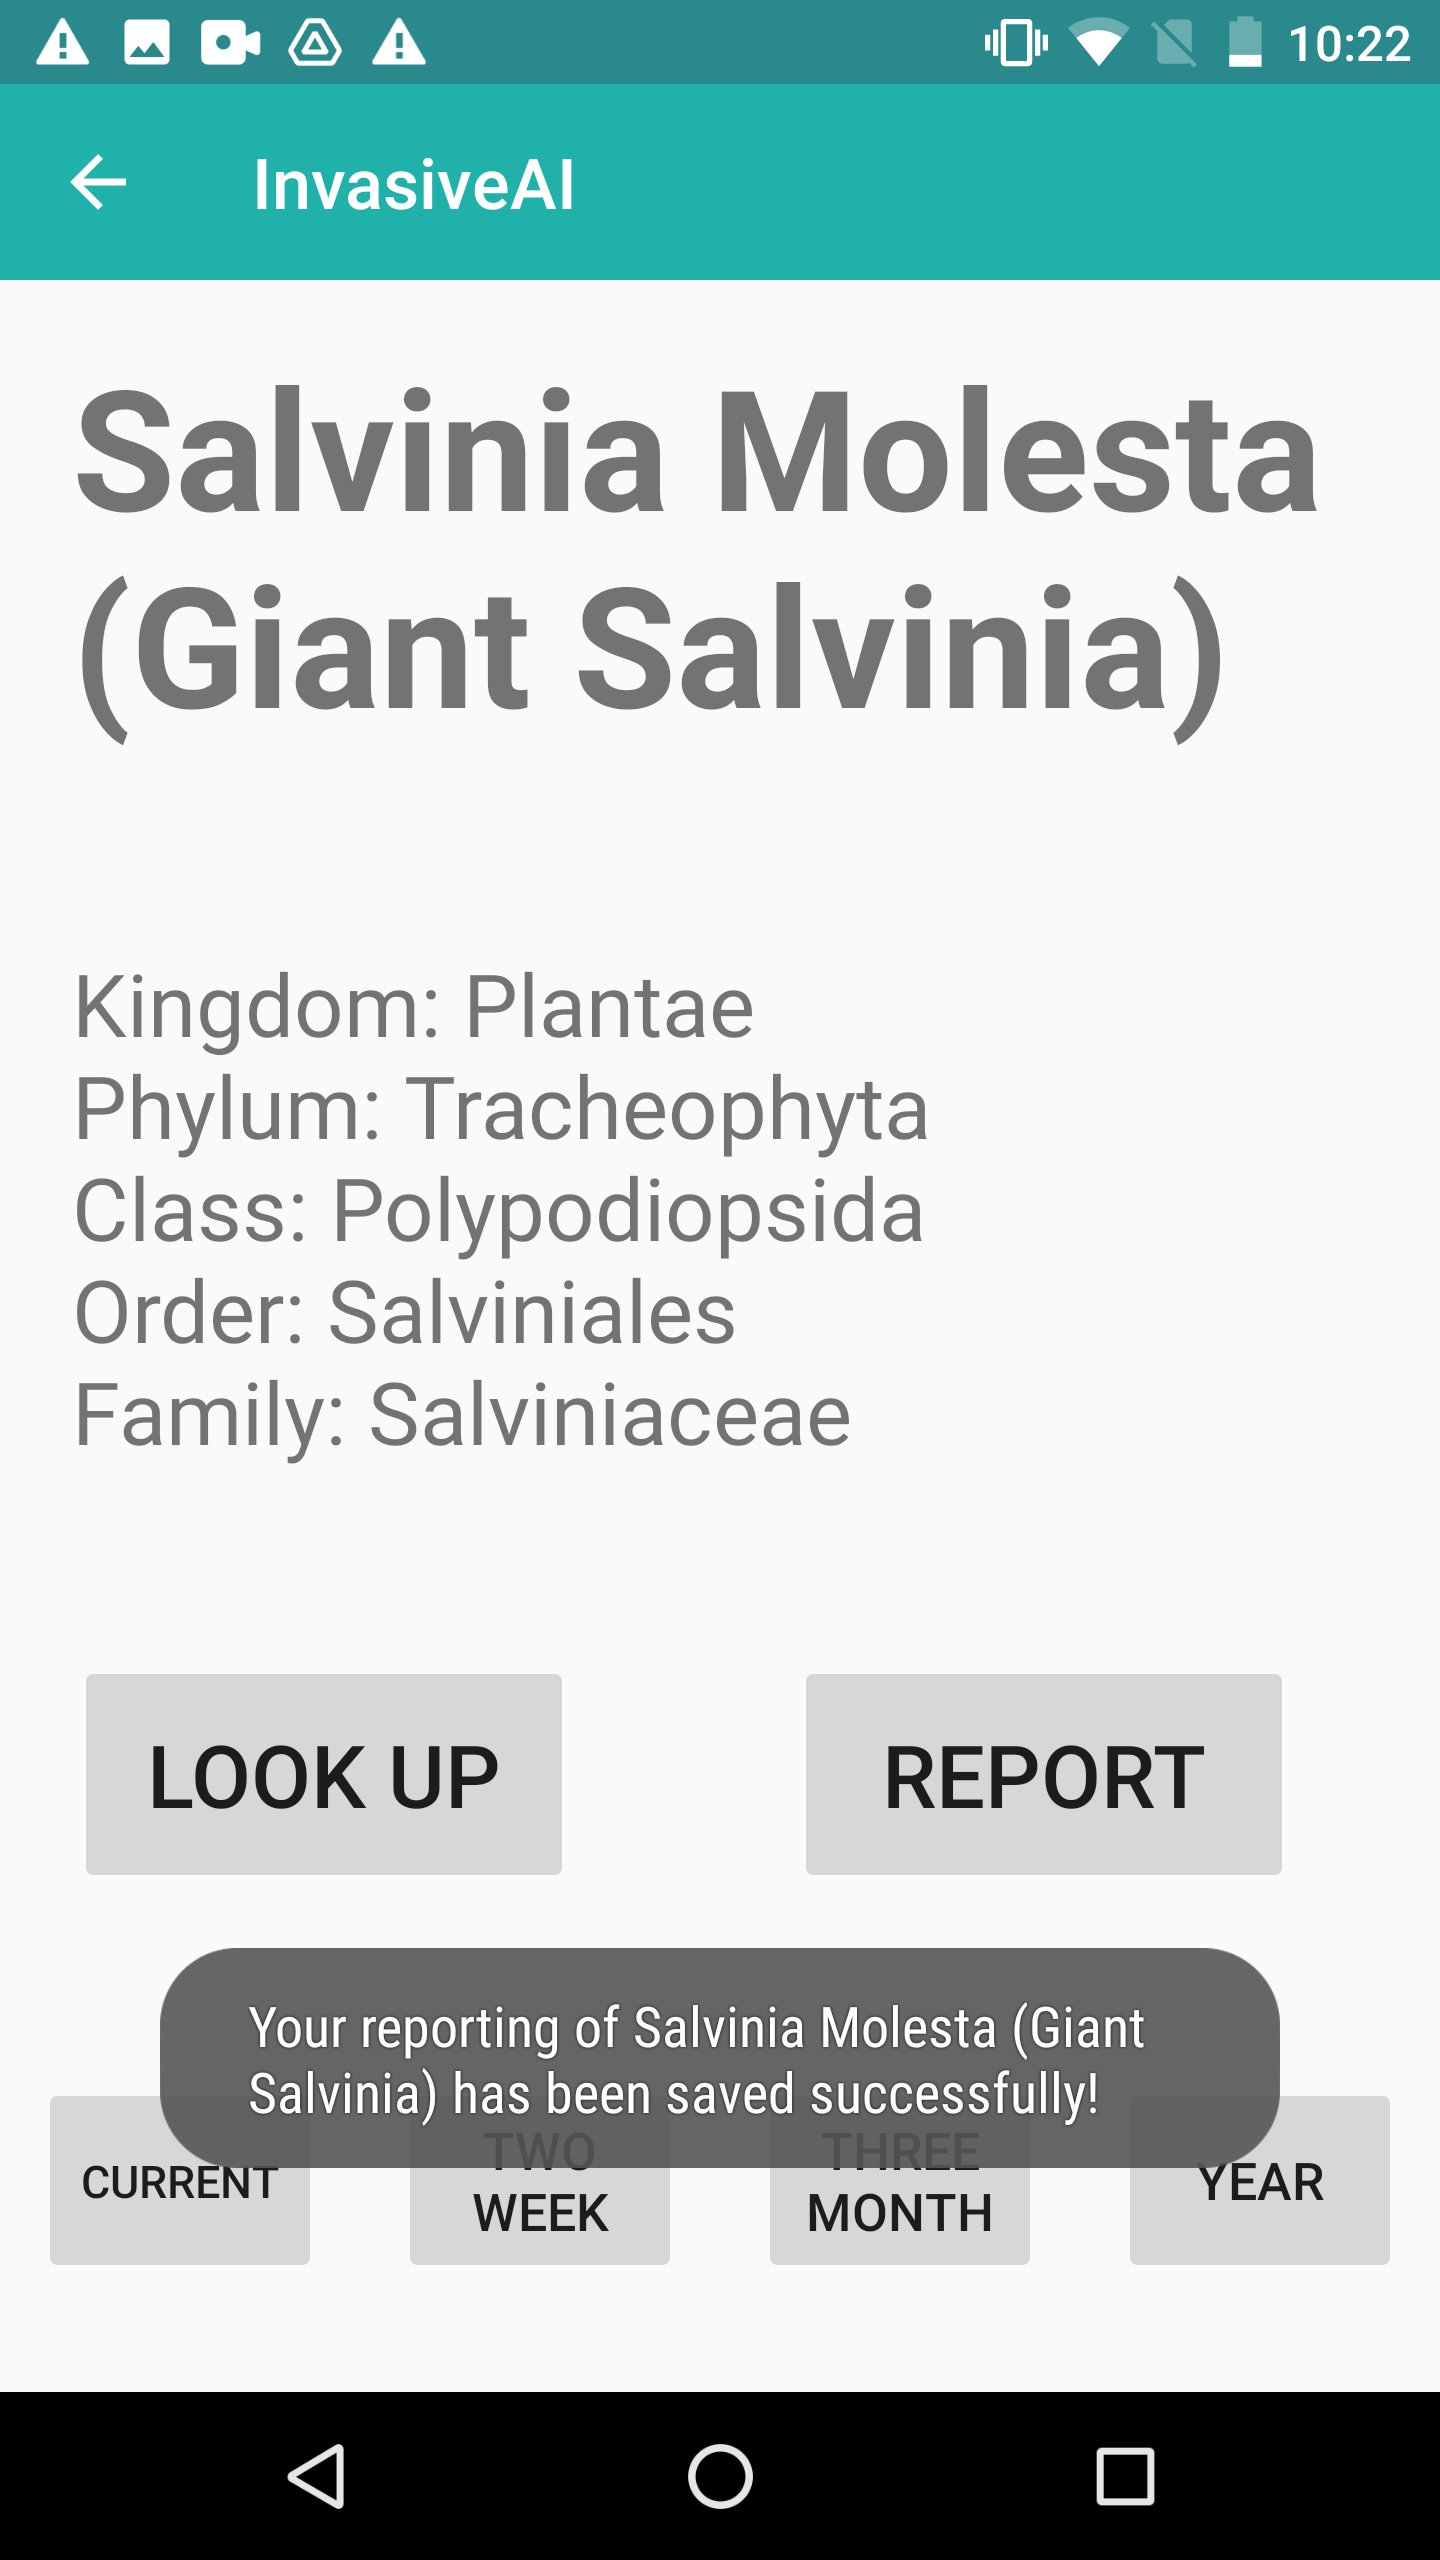 10:22
InvasiveAI
Salvinia Molesta
(Giant Salvinia)
Kingdom: Plantae
Phylum: Tracheophyta
Class: Polypodiopsida
Order: Salviniales
Family: Salviniaceae
LOOK UP
REPORT
Your reporting of Salvinia Molesta (Giant
Salvinia) has been saved successfully!
CURRENT
TWO
WEEK
THREE
MONTH
YEAR